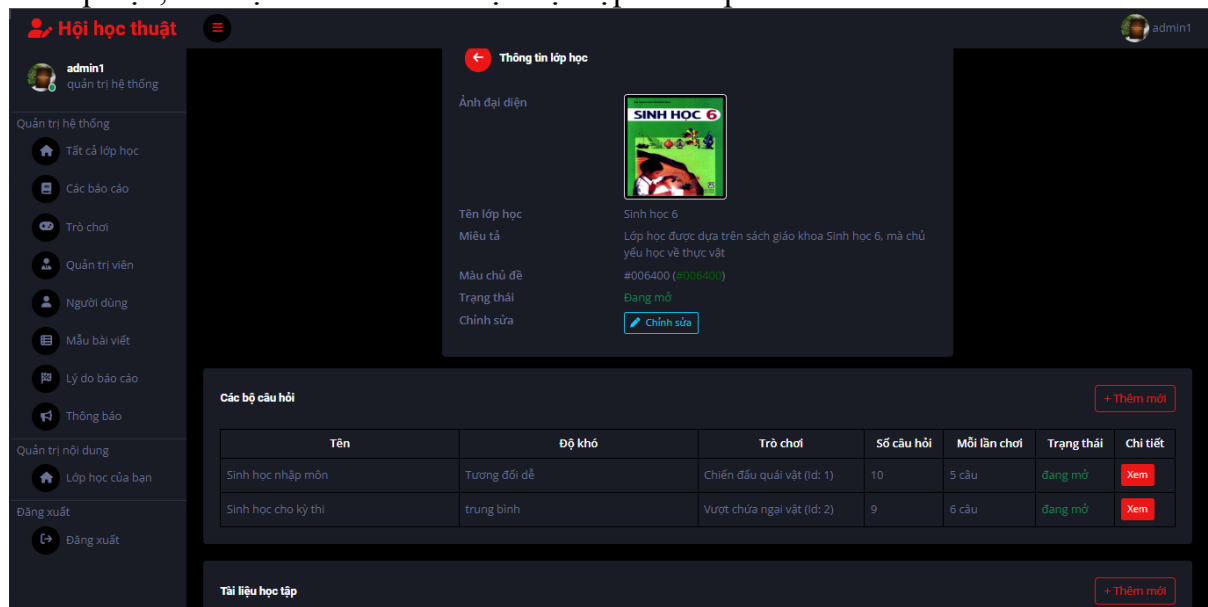 Hội học thuật
admin1
admin1
quản trị hệ thống
Quản trị hệ thống
Tất cả lớp học
Các báo cáo
Trò chơi
Quản trị viên
Người dùng
Mẫu bài viết
Lý do báo cáo
Thông báo
Quản trị nội dung
Lớp học của bạn
Đăng xuất
Đăng xuất
Thông tin lớp học
Ảnh đại diện
SINH HỌC 6
Tên lớp học Sinh học 6
Miêu tả Lớp học được dựa trên sách giáo khoa Sinh học 6, mà chủ
yếu học về thực vật
Màu chủ đề #006400 (#006400)
Trạng thái Đang mở
Chỉnh sửa Chỉnh sửa
Các bộ câu hỏi +Thêm mới
Tên Độ khó Trò chơi Số câu hỏi Mỗi lần chơi Trạng thái Chi tiết
Sinh học nhập môn Tương đối dễ Chiến đấu quái vật (Id: 1) 10 5 câu đang mở Xem
Sinh học cho kỳ thi trung bình Vượt chứa ngại vật (Id: 2) 9 6 câu đang mở Xem
Tài liệu học tập +Thêm mới